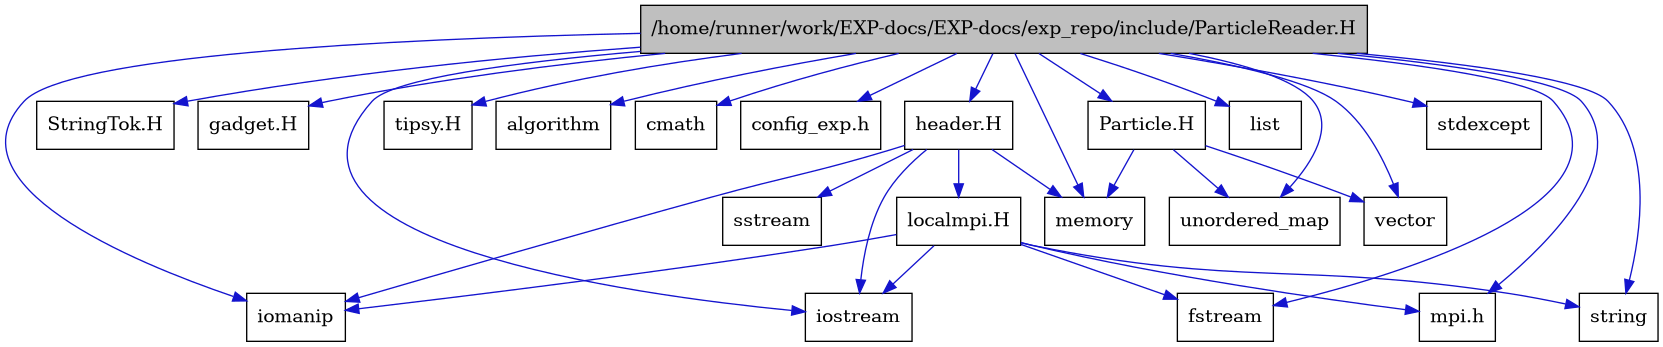 /home/runner/work/EXP-docs/EXP-docs/exp_repo/include/ParticleReader.H
StringTok.H
gadget.H
tipsy.H
algorithm
cmath
config_exp.h
header.H
Particle.H
list
stdexcept
sstream
localmpi.H
memory
unordered_map
vector
iomanip
iostream
fstream
mpi.h
string